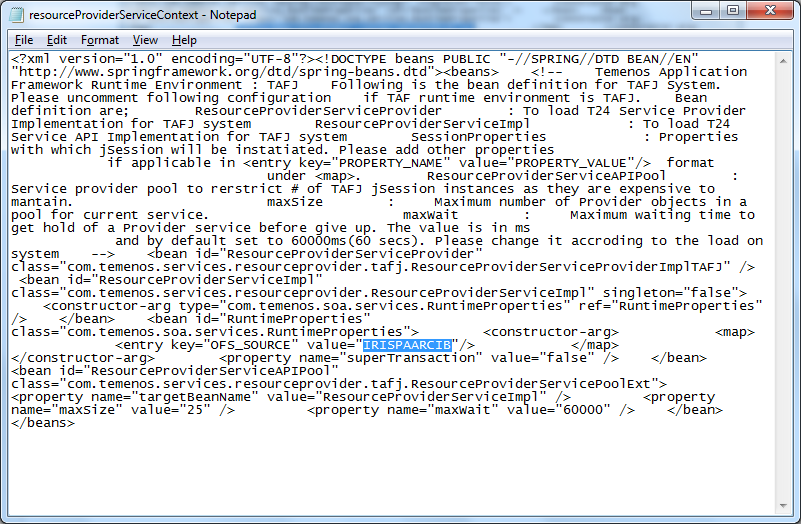 resourceProviderServiceContext - Notepad
File Edit Format View Help
<?xml version="1.0" encoding="UTF-8"?><!DOCTYPE beans PUBLIC "-//SPRING//DTD BEAN//EN"
"http://www.springframework.org/dtd/spring-beans.dtd"><beans> <!-- Temenos Application
Framework Runtime Environment : TAFJ Following is the bean definition for TAFJ System.
Please uncomment following configuration if TAF runtime environment is TAFJ. Bean
definition are; ResourceProviderServiceProvider : To load T24 Service Provider
Implementation for TAFJ system ResourceProviderServiceImpl : To load T24
Service API Implementation for TAFJ system SessionProperties : Properties
with which jSession will be instatiated. Please add other properties
if applicable in <entry key="PROPERTY_NAME" value="PROPERTY_VALUE"/> format
under <map>. ResourceProviderServiceAPIPool :
Service provider pool to rerstrict # of TAFJ jSession instances as they are expensive to
mantain. maxSize : Maximum number of Provider objects in a
pool for current service. maxWait : Maximum waiting time to
get hold of a Provider service before give up. The value is in ms
and by default set to 60000ms(60 secs). Please change it accroding to the load on
system --> <bean id="ResourceProviderServiceProvider"
class="com.temenos.services.resourceprovider.tafj.ResourceProviderServiceProviderImplTAFJ" />
<bean id="ResourceProviderServiceImpl"
class="com.temenos.services.resourceprovider.ResourceProviderServiceImpl" singleton="false">
<constructor-arg type="com.temenos.soa.services.RuntimeProperties" ref="RuntimeProperties"
/> </bean> <bean id="RuntimeProperties"
class="com.temenos.soa.services.RuntimeProperties"> <constructor-arg> <map>
<entry key="OFS_SOURCE" value="IRISPAARCIB"/> </map>
</constructor-arg> <property name="superTransaction" value="false" /> </bean>
<bean id="ResourceProviderServiceAPIPool"
class="com.temenos.services.resourceprovider.tafj.ResourceProviderServicePoolExt">
<property name="targetBeanName" value="ResourceProviderServiceImpl" /> <property
name="maxSize" value="25" /> <property name="maxWait" value="60000" /> </bean>
</beans>